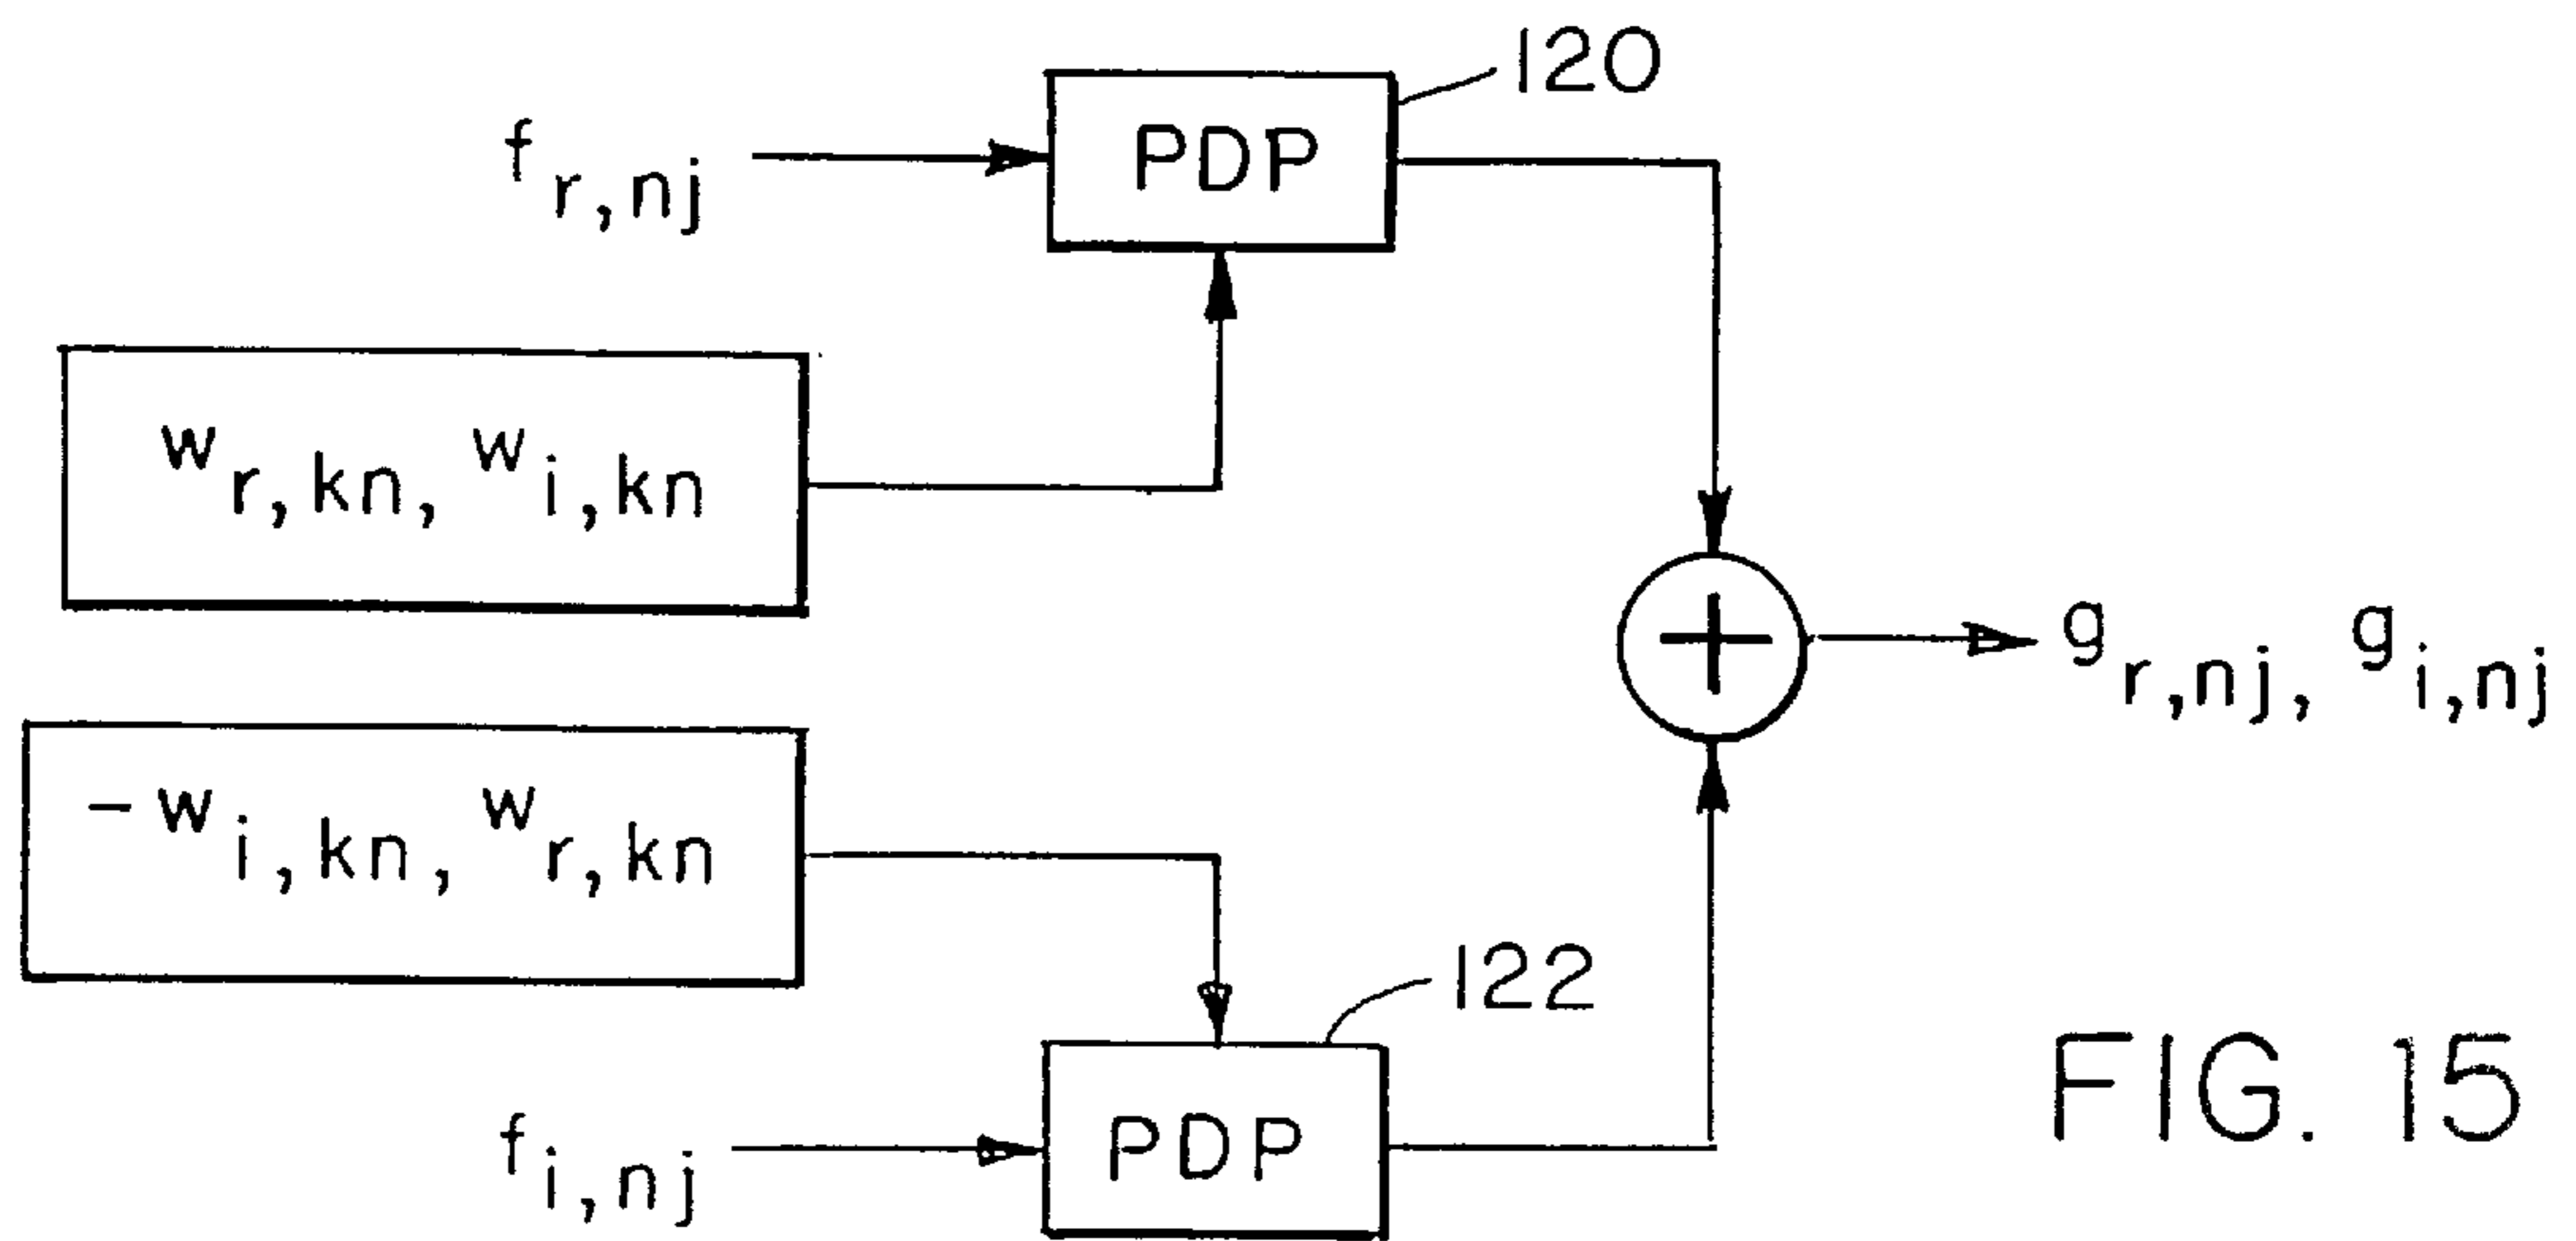 120
PDP
f r,nj
w r,kn, w i,kn
g r,nj, g i,nj
-w i,kn, w r,kn
122
PDP
f i,nj
FIG. 15